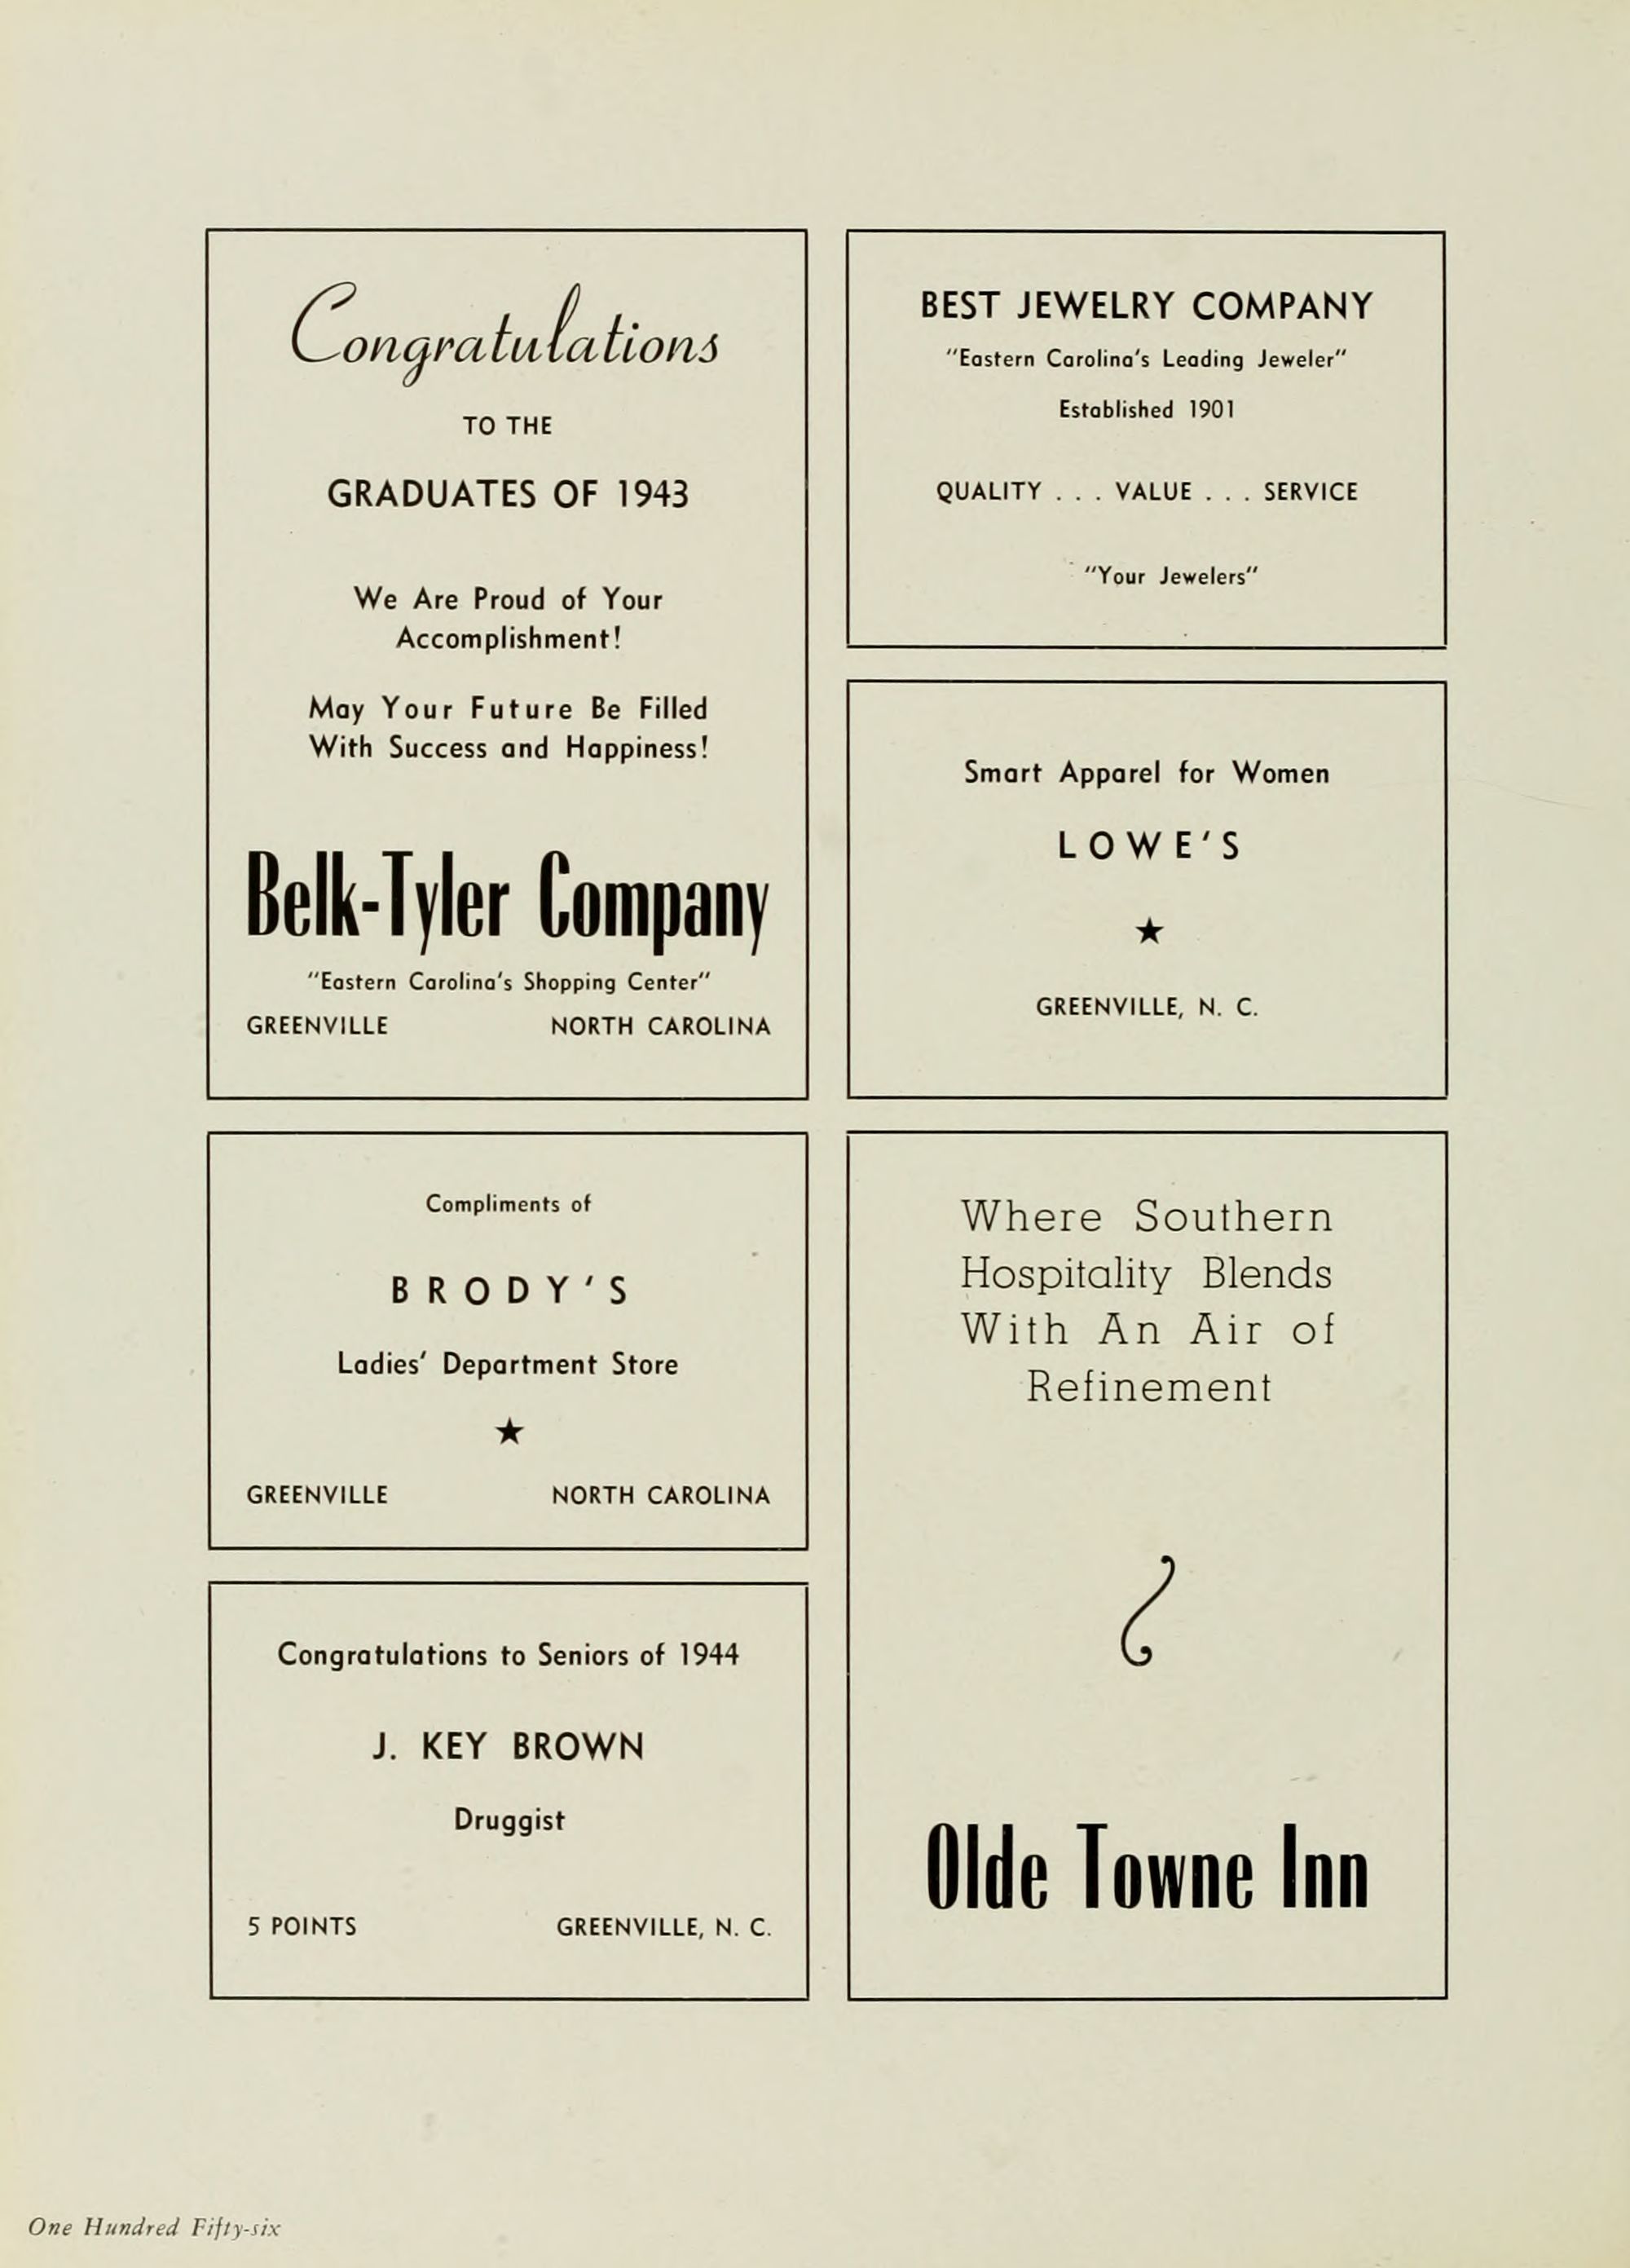 Congratulations
TO THE
GRADUATES OF 1943
We Are Proud of Your
Accomplishment!
May Your Future Be Filled
With Success and Happiness!
Belk-Tyler Company
"Eastern Carolina's Shopping Center"
GREENVILLE NORTH CAROLINA
Compliments of
BRODY'S
Ladies' Department Store
★
GREENVILLE NORTH CAROLINA
Congratulations to Seniors of 1944
J. KEY BROWN
Druggist
5 POINTS GREENVILLE, N. C.
BEST JEWELRY COMPANY
"Eastern Carolina's Leading Jeweler"
Established 1901
QUALITY . . . VALUE . . . SERVICE
"Your Jewelers"
Smart Apparel for Women
LOWE'S
★
GREENVILLE, N. C.
Where Southern
Hospitality Blends
With An Air of
Refinement
Olde Towne Inn
One Hundred Fifty-six